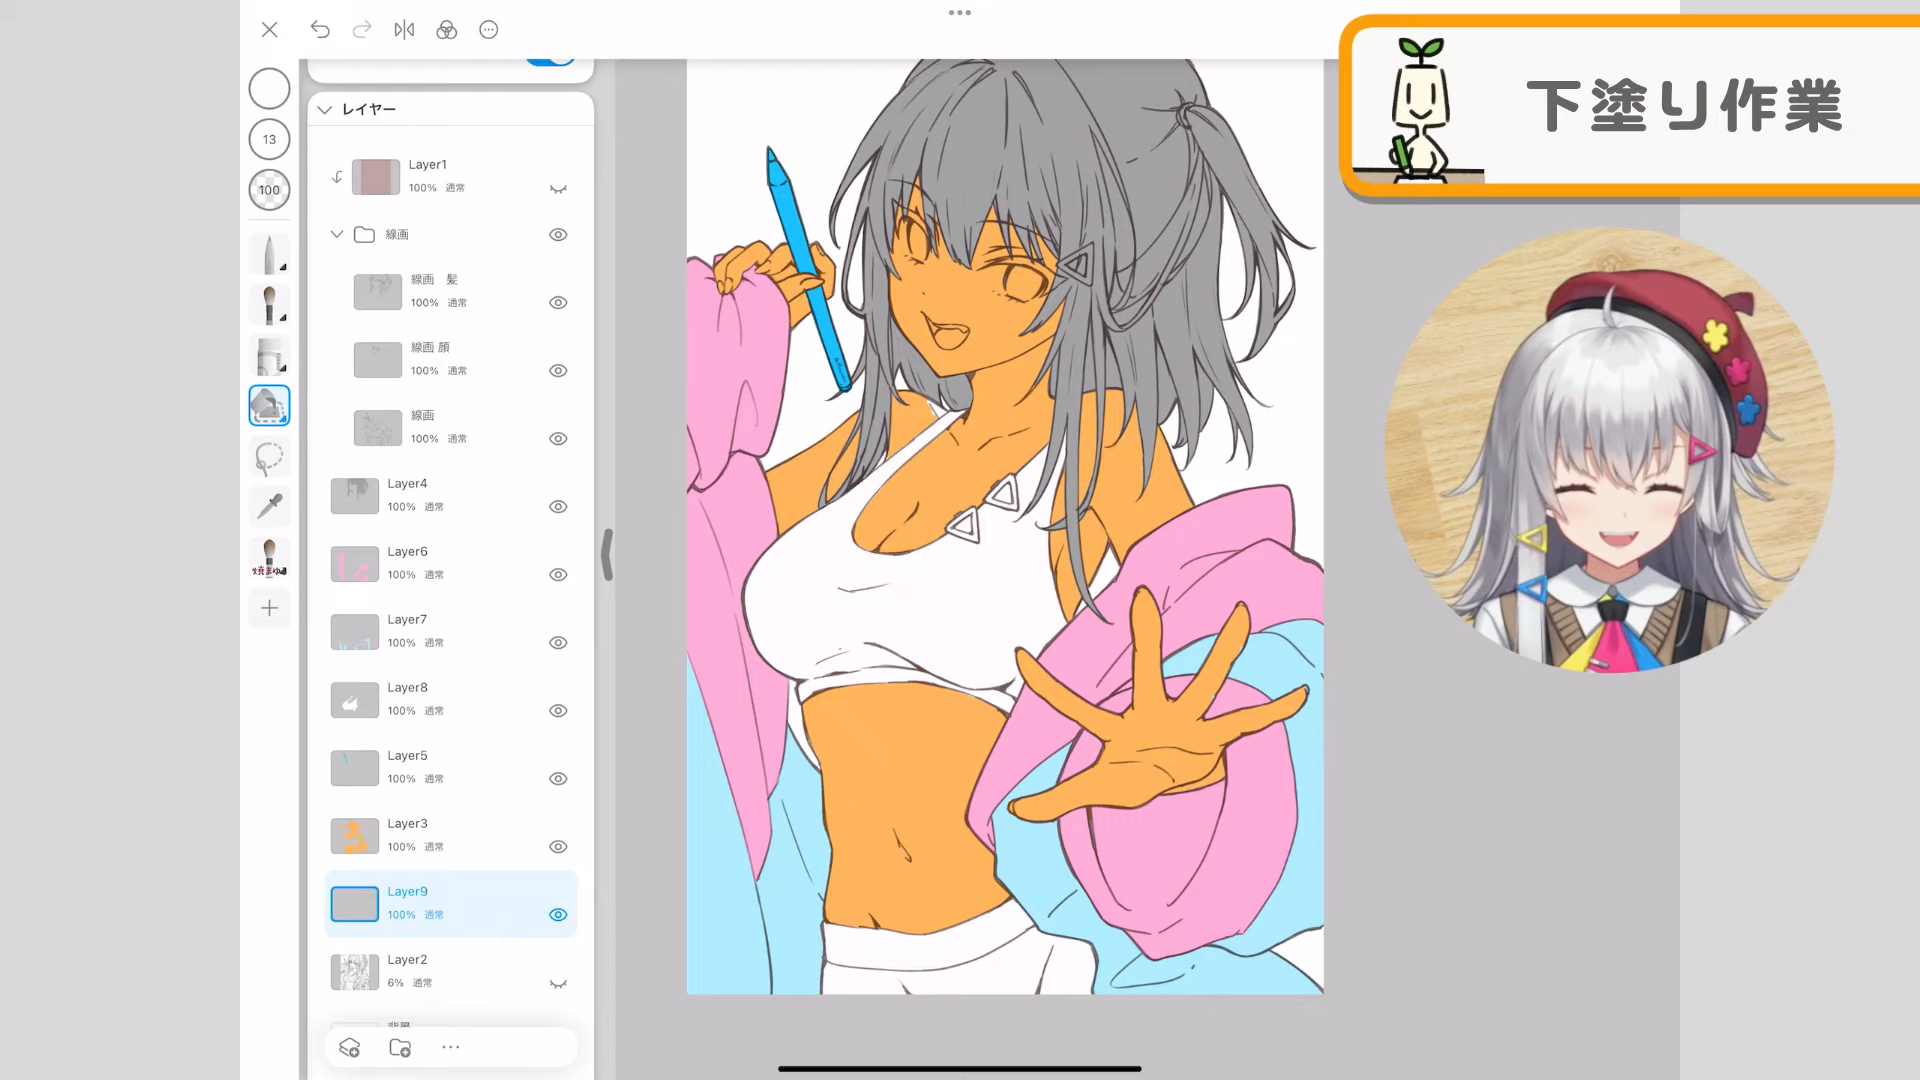 下塗り作業
13
100
レイヤー
Layer1
100% 通常
線画
線画 髪
100% 通常
線画 顔
100% 通常
線画
100% 通常
Layer4
100% 通常
Layer6
100% 通常
Layer7
100% 通常
Layer8
100% 通常
Layer5
100% 通常
Layer3
100% 通常
Layer9
100% 通常
Layer2
6% 通常
背景